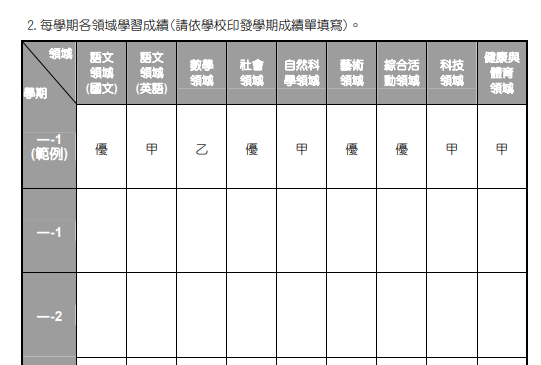 2.每學期各領域學習成績(請依學校印發學期成績單填寫)。
領域
學期
語文
領域
(國文)
語文
領域
(英語)
數學
領域
社會
領域
自然科
學領域
藝術
領域
綜合活
動領域
科技
領域
健康與
體育
領域
一-1
(範例)
優
甲
乙
優
甲
優
優
甲
甲
一-1
一-2